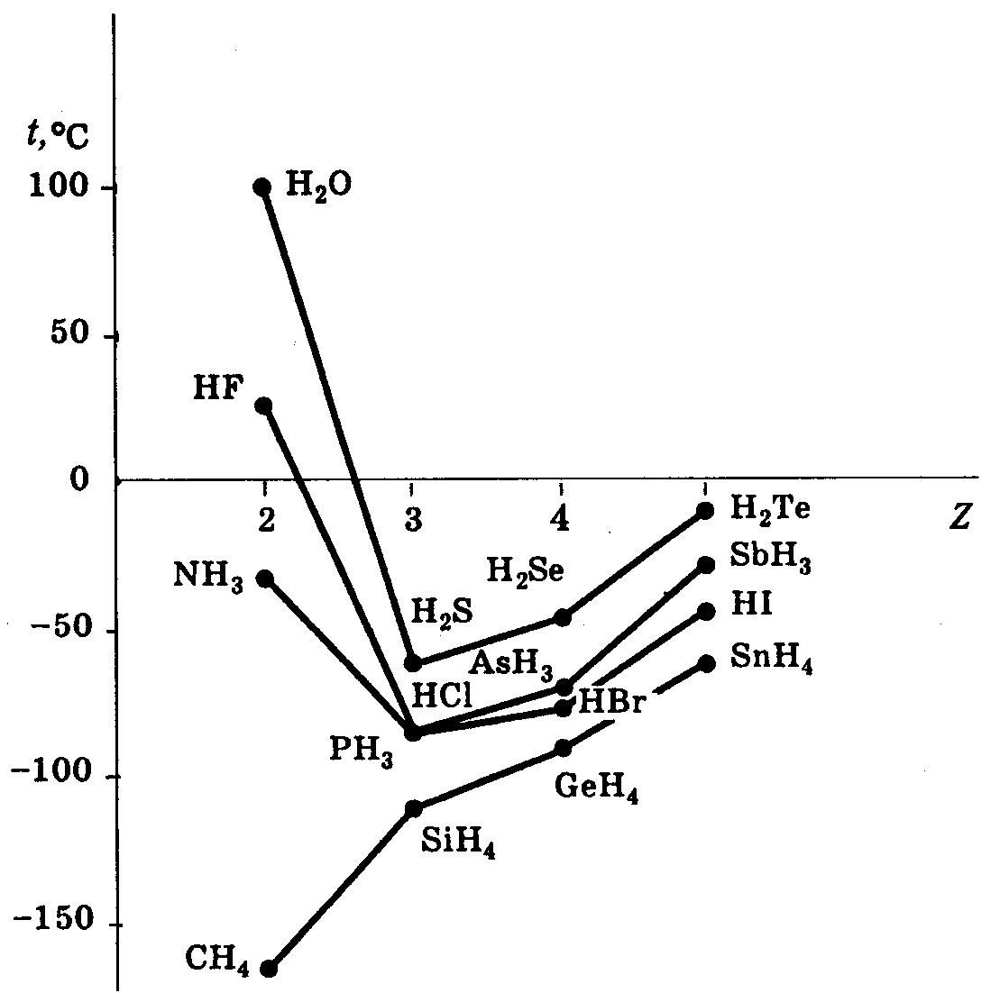 t,°C
100
H₂O
50
HF
0
2
3
4
Z
H₂Te
NH₃
H₂Se
SbH₃
H₂S
HI
−50
AsH₃
SnH₄
HCl
HBr
PH₃
−100
GeH₄
SiH₄
−150
CH₄